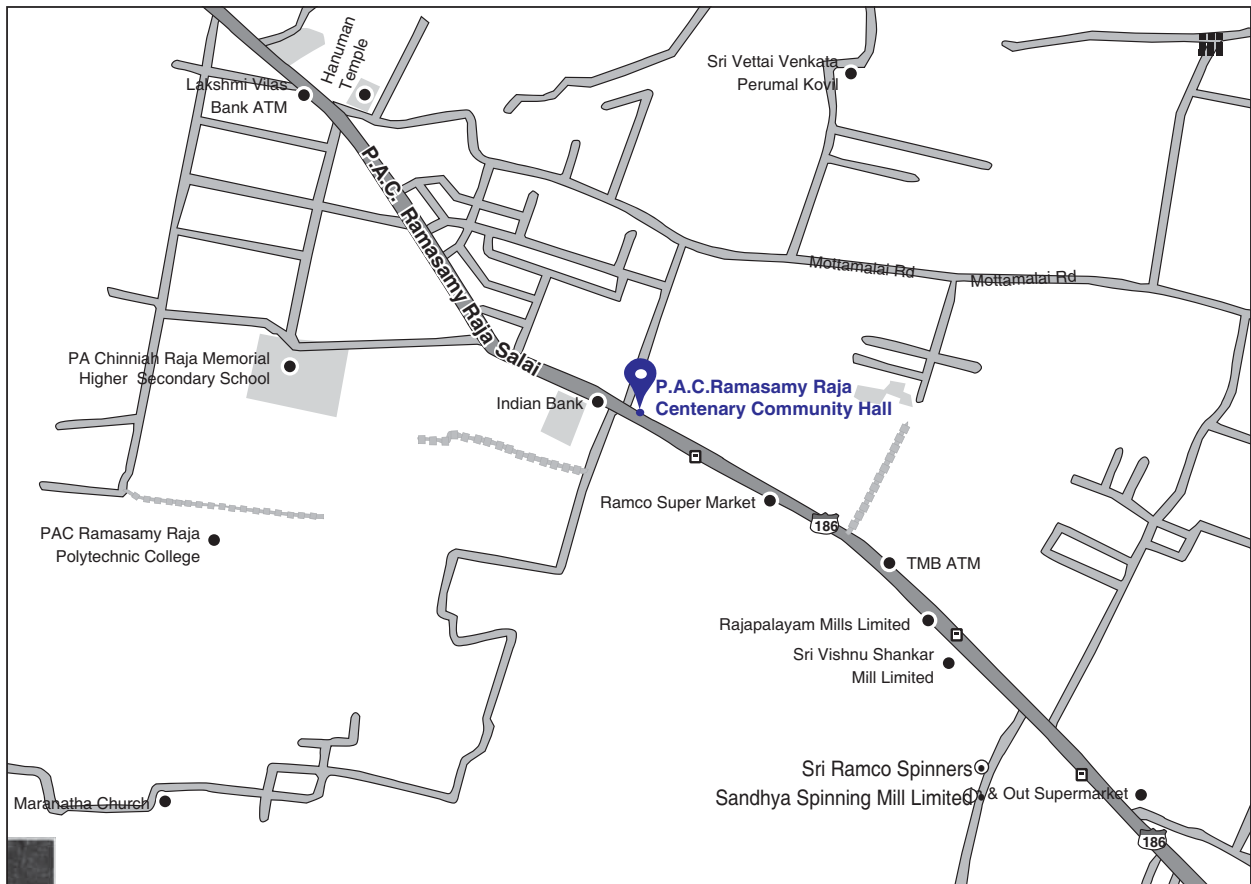 Hanuman
Temple
Sri Vettai Venkata
Perumal Kovil
Lakshmi Vilas
Bank ATM
P.A.C. Ramasamy Raja Salai
Mottamalai Rd
Mottamalai Rd
PA Chinniah Raja Memorial
Higher Secondary School
Indian Bank
P.A.C.Ramasamy Raja
Centenary Community Hall
Ramco Super Market
186
PAC Ramasamy Raja
Polytechnic College
TMB ATM
Rajapalayam Mills Limited
Sri Vishnu Shankar
Mill Limited
Sri Ramco Spinners
Sandhya Spinning Mill Limited
& Out Supermarket
Maranatha Church
186